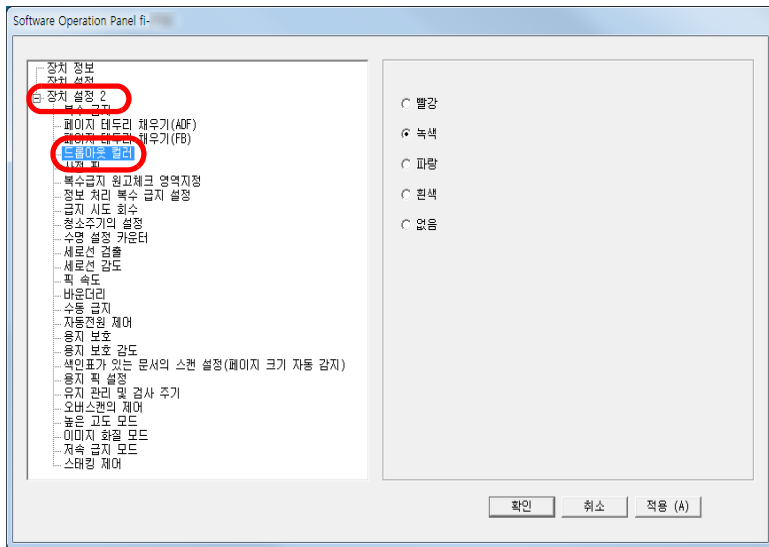 Software Operation Panel fi-
장치 정보
장치 설정
장치 설정 2
복수 급지
페이지 테두리 채우기(ADF)
페이지 테두리 채우기(FB)
드롭아웃 컬러
사전 픽
복수급지 원고체크 영역지정
정보 처리 복수 급지 설정
급지 시도 회수
청소주기의 설정
수명 설정 카운터
세로선 검출
세로선 감도
픽 속도
바운더리
수동 급지
자동전원 제어
용지 보호
용지 보호 감도
색인표가 있는 문서의 스캔 설정(페이지 크기 자동 감지)
용지 픽 설정
유지 관리 및 검사 주기
오버스캔의 제어
높은 고도 모드
이미지 화질 모드
저속 급지 모드
스태킹 제어
빨강
녹색
파랑
흰색
없음
확인
취소
적용 (A)